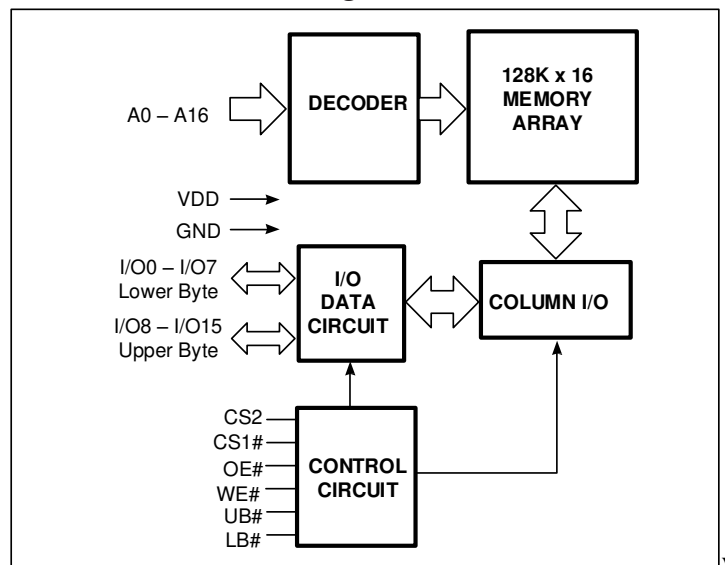 A0 – A16
DECODER
128K x 16
MEMORY
ARRAY
VDD
GND
I/O0 – I/O7
Lower Byte
I/O8 – I/O15
Upper Byte
I/O
DATA
CIRCUIT
COLUMN I/O
CS2
CS1#
OE#
WE#
UB#
LB#
CONTROL
CIRCUIT